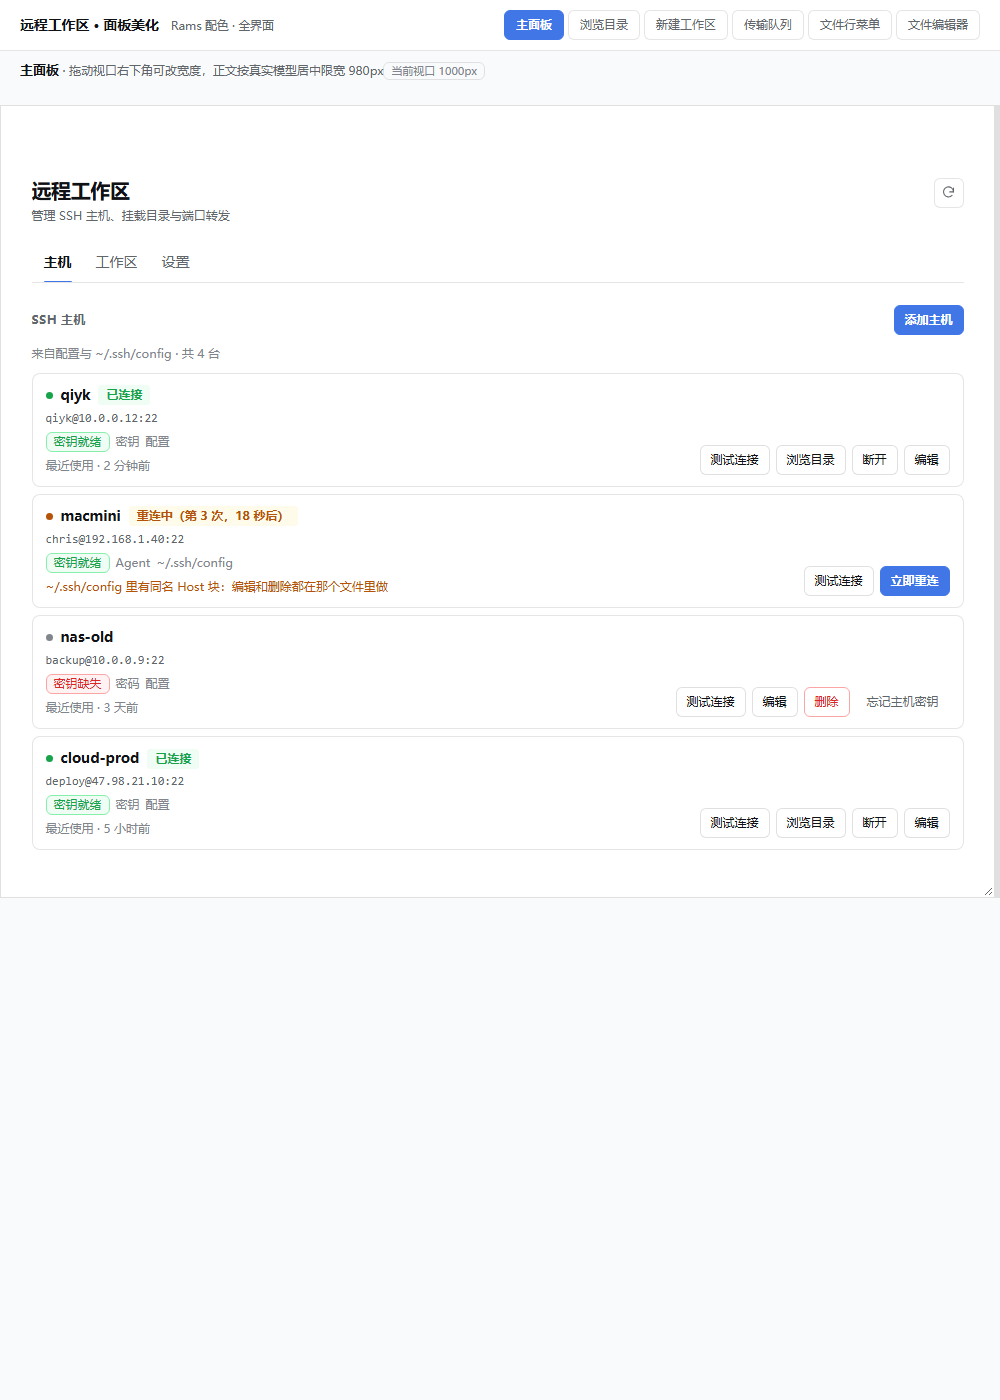 远程工作区 • 面板美化 Rams 配色 · 全界面
主面板 浏览目录 新建工作区 传输队列 文件行菜单 文件编辑器
主面板 · 拖动视口右下角可改宽度，正文按真实模型居中限宽 980px 当前视口 1000px
远程工作区
管理 SSH 主机、挂载目录与端口转发
主机 工作区 设置
SSH 主机 添加主机
来自配置与 ~/.ssh/config · 共 4 台
qiyk 已连接
qiyk@10.0.0.12:22
密钥就绪 密钥 配置
最近使用 · 2 分钟前
测试连接 浏览目录 断开 编辑
macmini 重连中（第 3 次，18 秒后）
chris@192.168.1.40:22
密钥就绪 Agent ~/.ssh/config
~/.ssh/config 里有同名 Host 块：编辑和删除都在那个文件里做
测试连接 立即重连
nas-old
backup@10.0.0.9:22
密钥缺失 密码 配置
最近使用 · 3 天前
测试连接 编辑 删除 忘记主机密钥
cloud-prod 已连接
deploy@47.98.21.10:22
密钥就绪 密钥 配置
最近使用 · 5 小时前
测试连接 浏览目录 断开 编辑